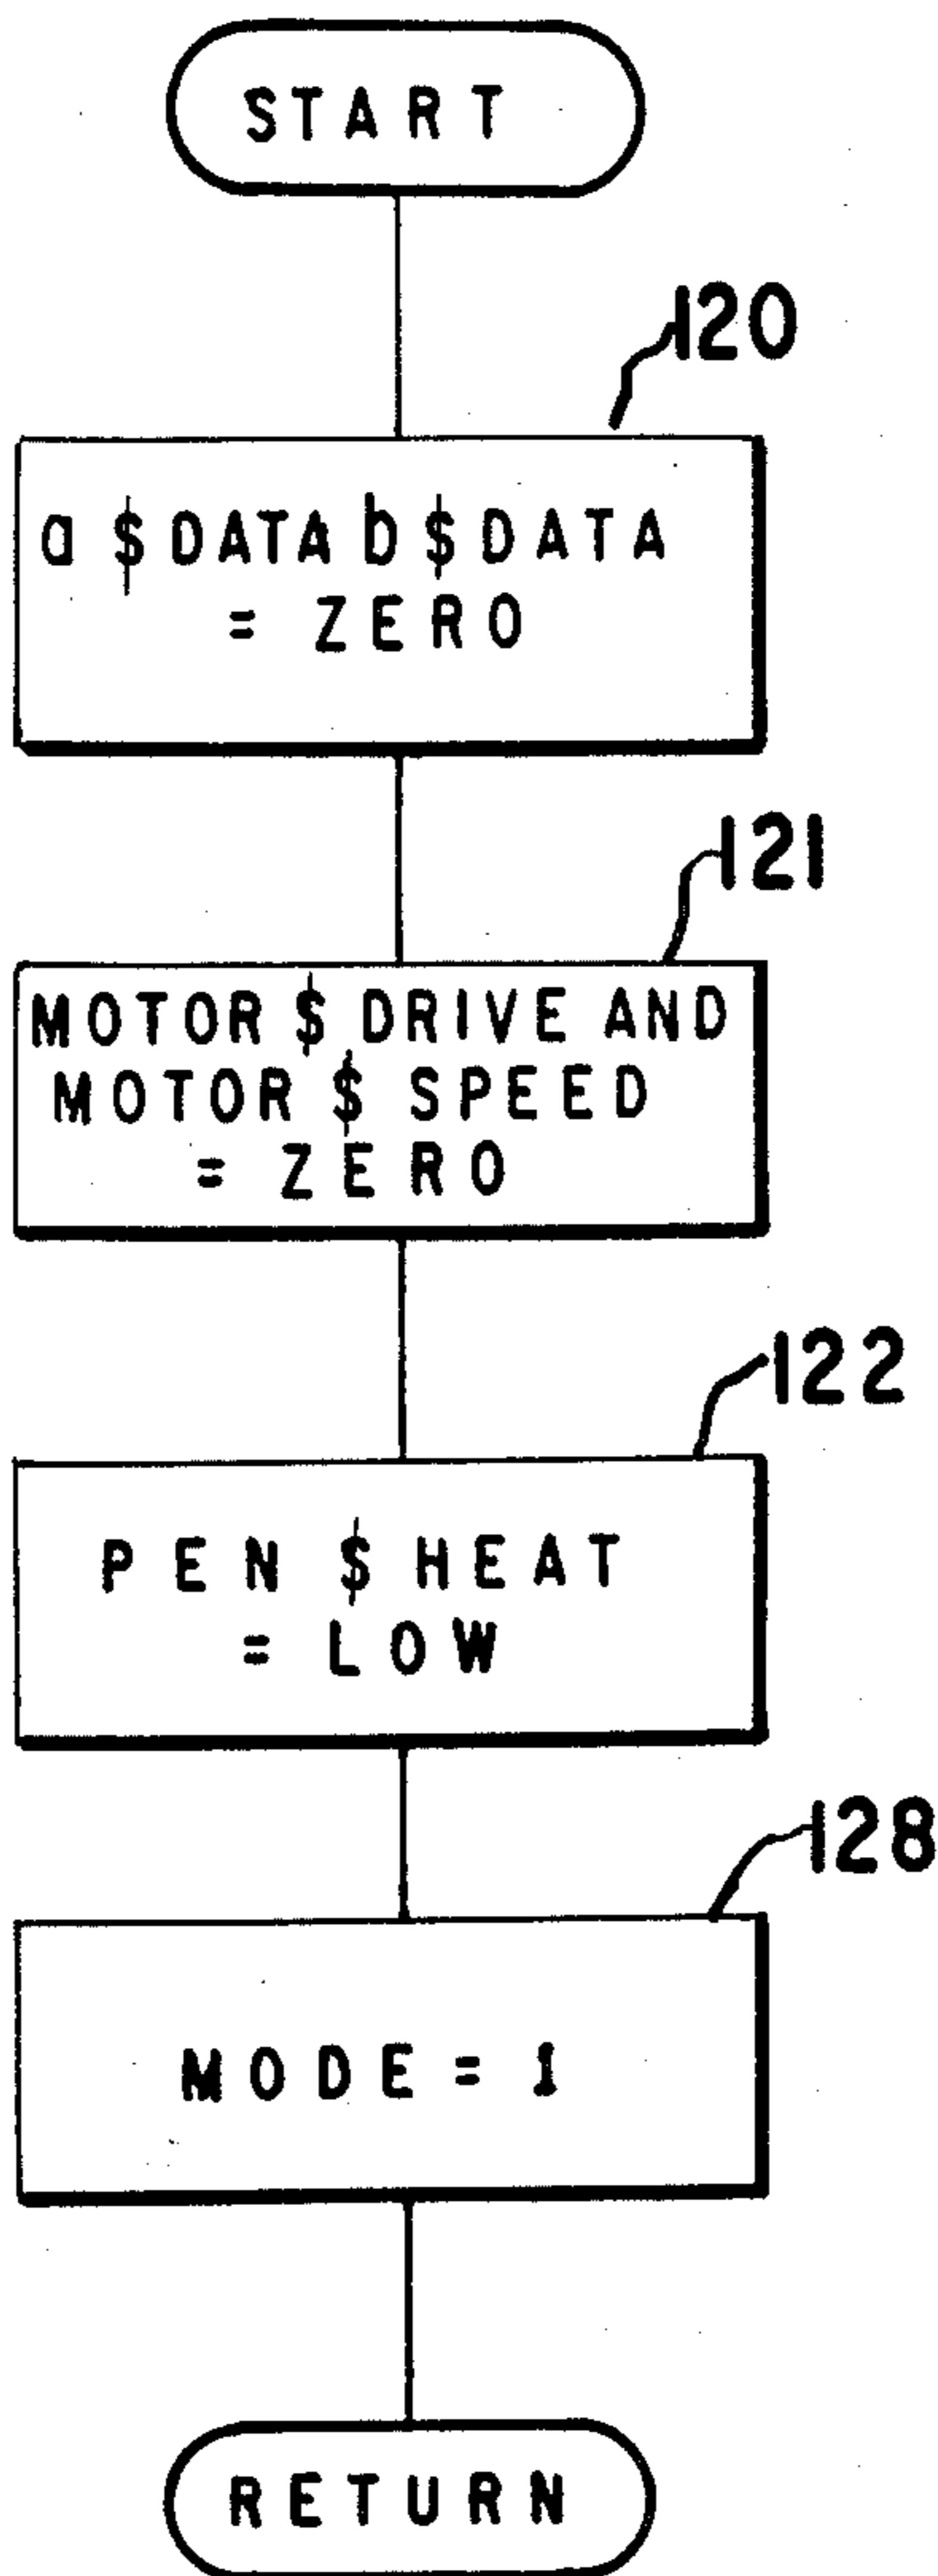 START
120
a $DATA b $DATA
= ZERO
121
MOTOR $ DRIVE AND
MOTOR $ SPEED
= ZERO
122
PEN $HEAT
= LOW
128
MODE = 1
RETURN